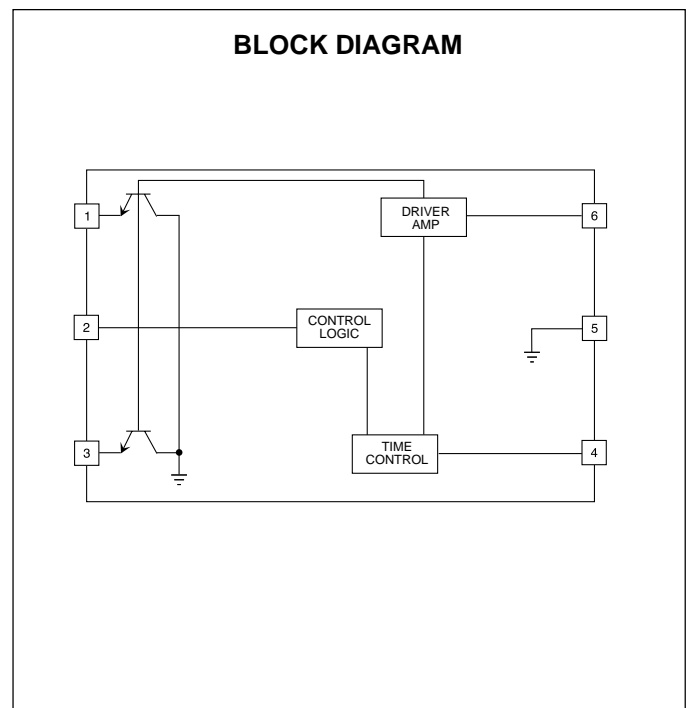 BLOCK DIAGRAM
1
DRIVER
AMP
6
2
CONTROL
LOGIC
5
3
TIME
CONTROL
4